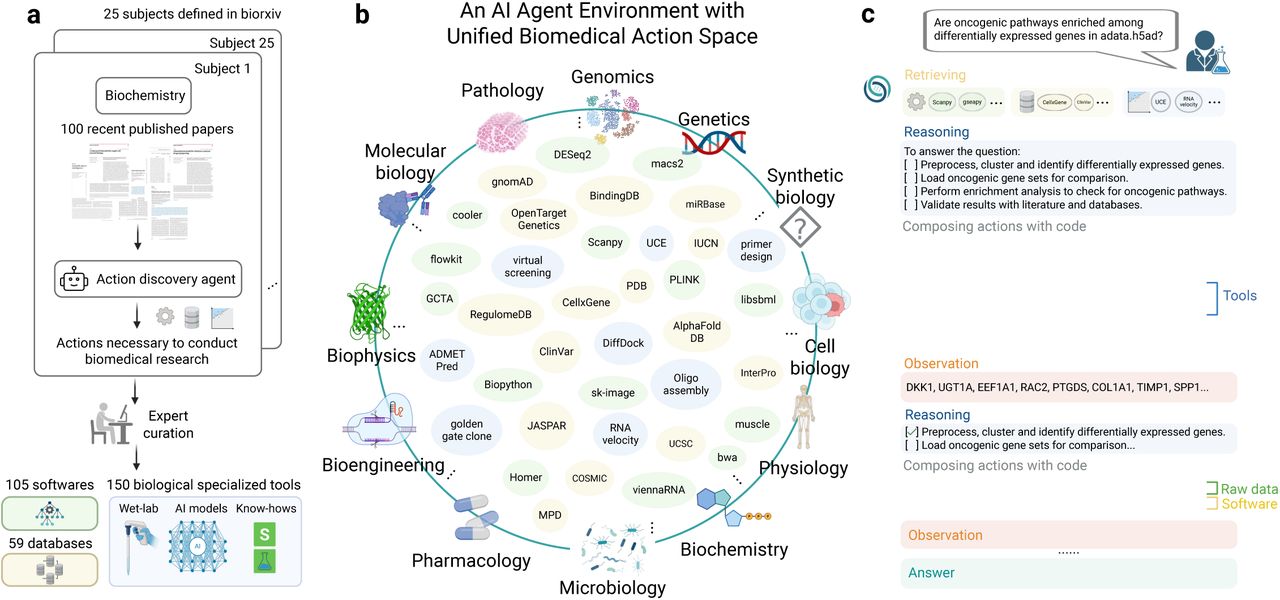 a
25 subjects defined in biorxiv
Subject 25
Subject 1
Biochemistry
100 recent published papers
Action discovery agent
Actions necessary to conduct
biomedical research
Expert
curation
105 softwares
150 biological specialized tools
Wet-lab
AI models
Know-hows
AI
S
59 databases
b
An AI Agent Environment with
Unified Biomedical Action Space
Pathology
Genomics
Genetics
Molecular
biology
Synthetic
biology
?
Biophysics
Cell
biology
Bioengineering
Physiology
Pharmacology
Biochemistry
Microbiology
DESeq2
macs2
gnomAD
BindingDB
miRBase
cooler
OpenTarget
Genetics
Scanpy
UCE
IUCN
primer
design
flowkit
virtual
screening
PDB
PLINK
GCTA
CellxGene
libsbml
RegulomeDB
AlphaFold
DB
ADMET
Pred
ClinVar
DiffDock
InterPro
Biopython
sk-image
Oligo
assembly
golden
gate clone
JASPAR
RNA
velocity
UCSC
muscle
bwa
Homer
COSMIC
viennaRNA
MPD
c
Are oncogenic pathways enriched among
differentially expressed genes in adata.h5ad?
Retrieving
Scanpy
gseapy
...
CellxGene
ClinVar
...
UCE
RNA
velocity
...
Reasoning
To answer the question:
[ ] Preprocess, cluster and identify differentially expressed genes.
[ ] Load oncogenic gene sets for comparison.
[ ] Perform enrichment analysis to check for oncogenic pathways.
[ ] Validate results with literature and databases.
Composing actions with code
Tools
Observation
DKK1, UGT1A, EEF1A1, RAC2, PTGDS, COL1A1, TIMP1, SPP1...
Reasoning
[✓] Preprocess, cluster and identify differentially expressed genes.
[ ] Load oncogenic gene sets for comparison...
Composing actions with code
Raw data
Software
Observation
......
Answer